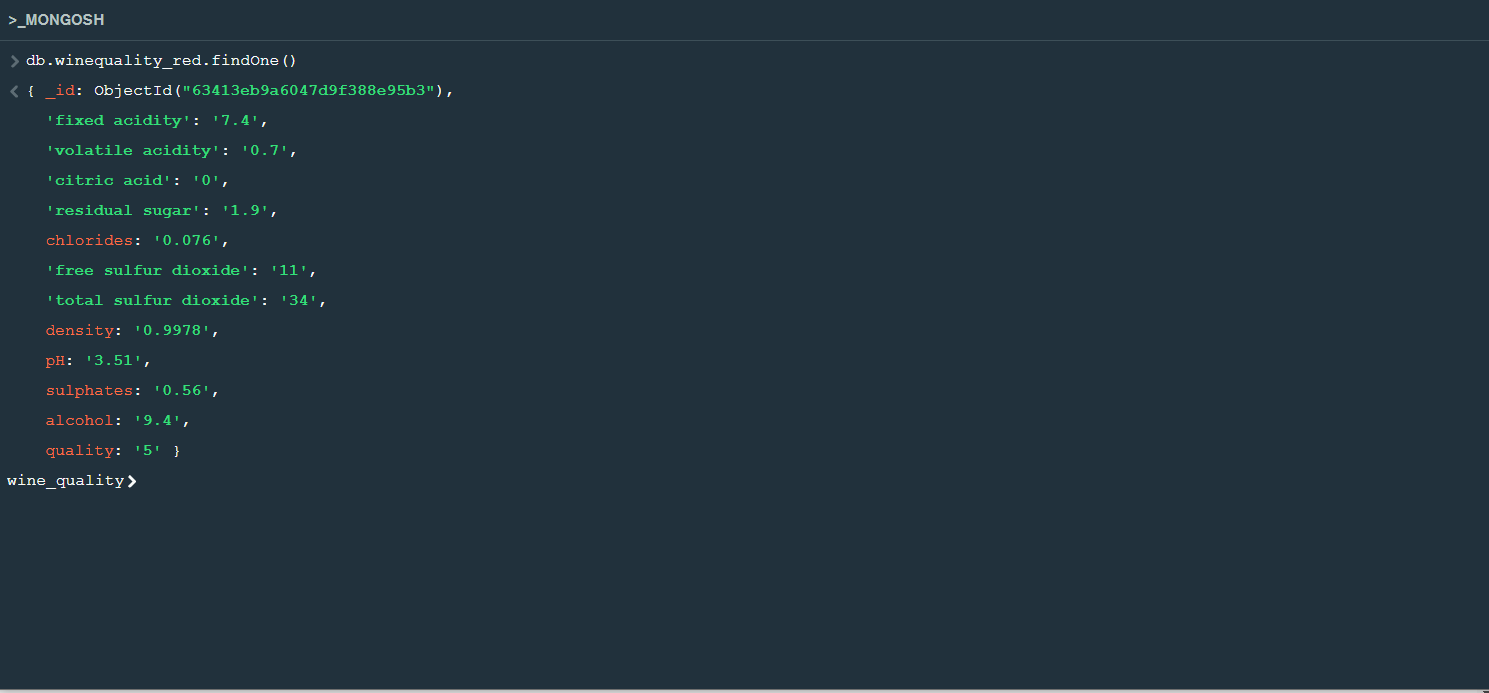 >_MONGOSH
> db.winequality_red.findOne()
< { _id: ObjectId("63413eb9a6047d9f388e95b3"),
'fixed acidity': '7.4',
'volatile acidity': '0.7',
'citric acid': '0',
'residual sugar': '1.9',
chlorides: '0.076',
'free sulfur dioxide': '11',
'total sulfur dioxide': '34',
density: '0.9978',
pH: '3.51',
sulphates: '0.56',
alcohol: '9.4',
quality: '5' }
wine_quality>